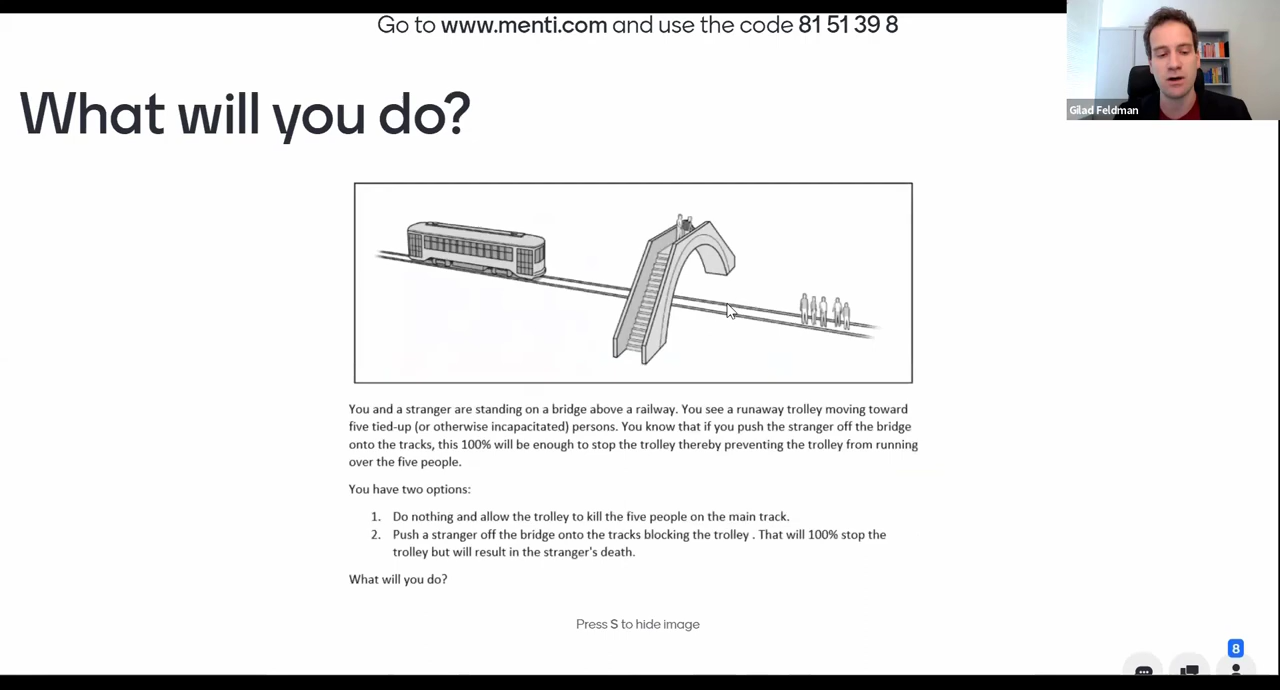 Go to www.menti.com and use the code 81 51 39 8
Gilad Feldman
What will you do?
You and a stranger are standing on a bridge above a railway. You see a runaway trolley moving toward
five tied-up (or otherwise incapacitated) persons. You know that if you push the stranger off the bridge
onto the tracks, this 100% will be enough to stop the trolley thereby preventing the trolley from running
over the five people.
You have two options:
1. Do nothing and allow the trolley to kill the five people on the main track.
2. Push a stranger off the bridge onto the tracks blocking the trolley . That will 100% stop the
trolley but will result in the stranger's death.
What will you do?
Press S to hide image
8